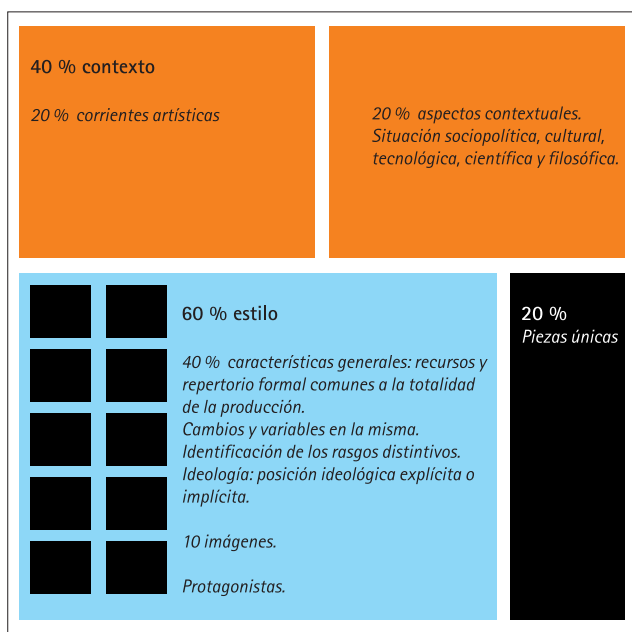 40 % contexto
20 % corrientes artísticas
20 % aspectos contextuales.
Situación sociopolítica, cultural,
tecnológica, científica y filosófica.
60 % estilo
40 % características generales: recursos y
repertorio formal comunes a la totalidad
de la producción.
Cambios y variables en la misma.
Identificación de los rasgos distintivos.
Ideología: posición ideológica explícita o
implícita.
10 imágenes.
Protagonistas.
20 %
Piezas únicas